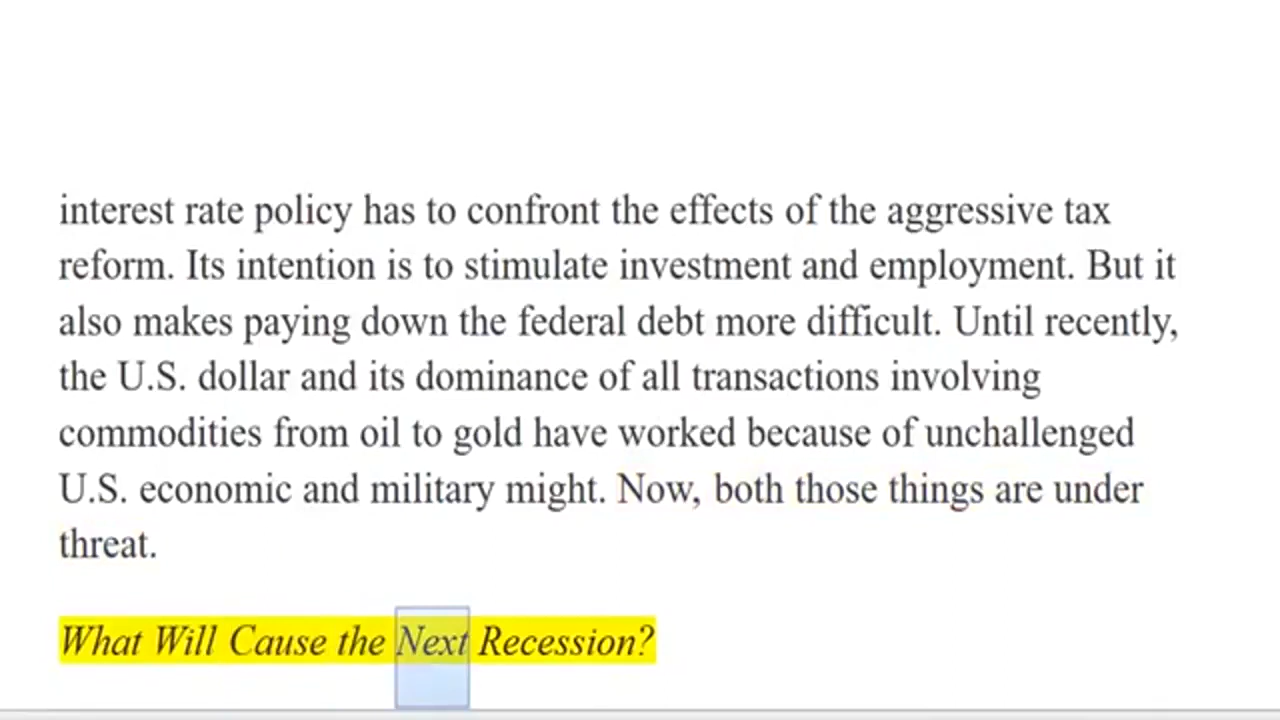 interest rate policy has to confront the effects of the aggressive tax
reform. Its intention is to stimulate investment and employment. But it
also makes paying down the federal debt more difficult. Until recently,
the U.S. dollar and its dominance of all transactions involving
commodities from oil to gold have worked because of unchallenged
U.S. economic and military might. Now, both those things are under
threat.
What Will Cause the Next Recession?